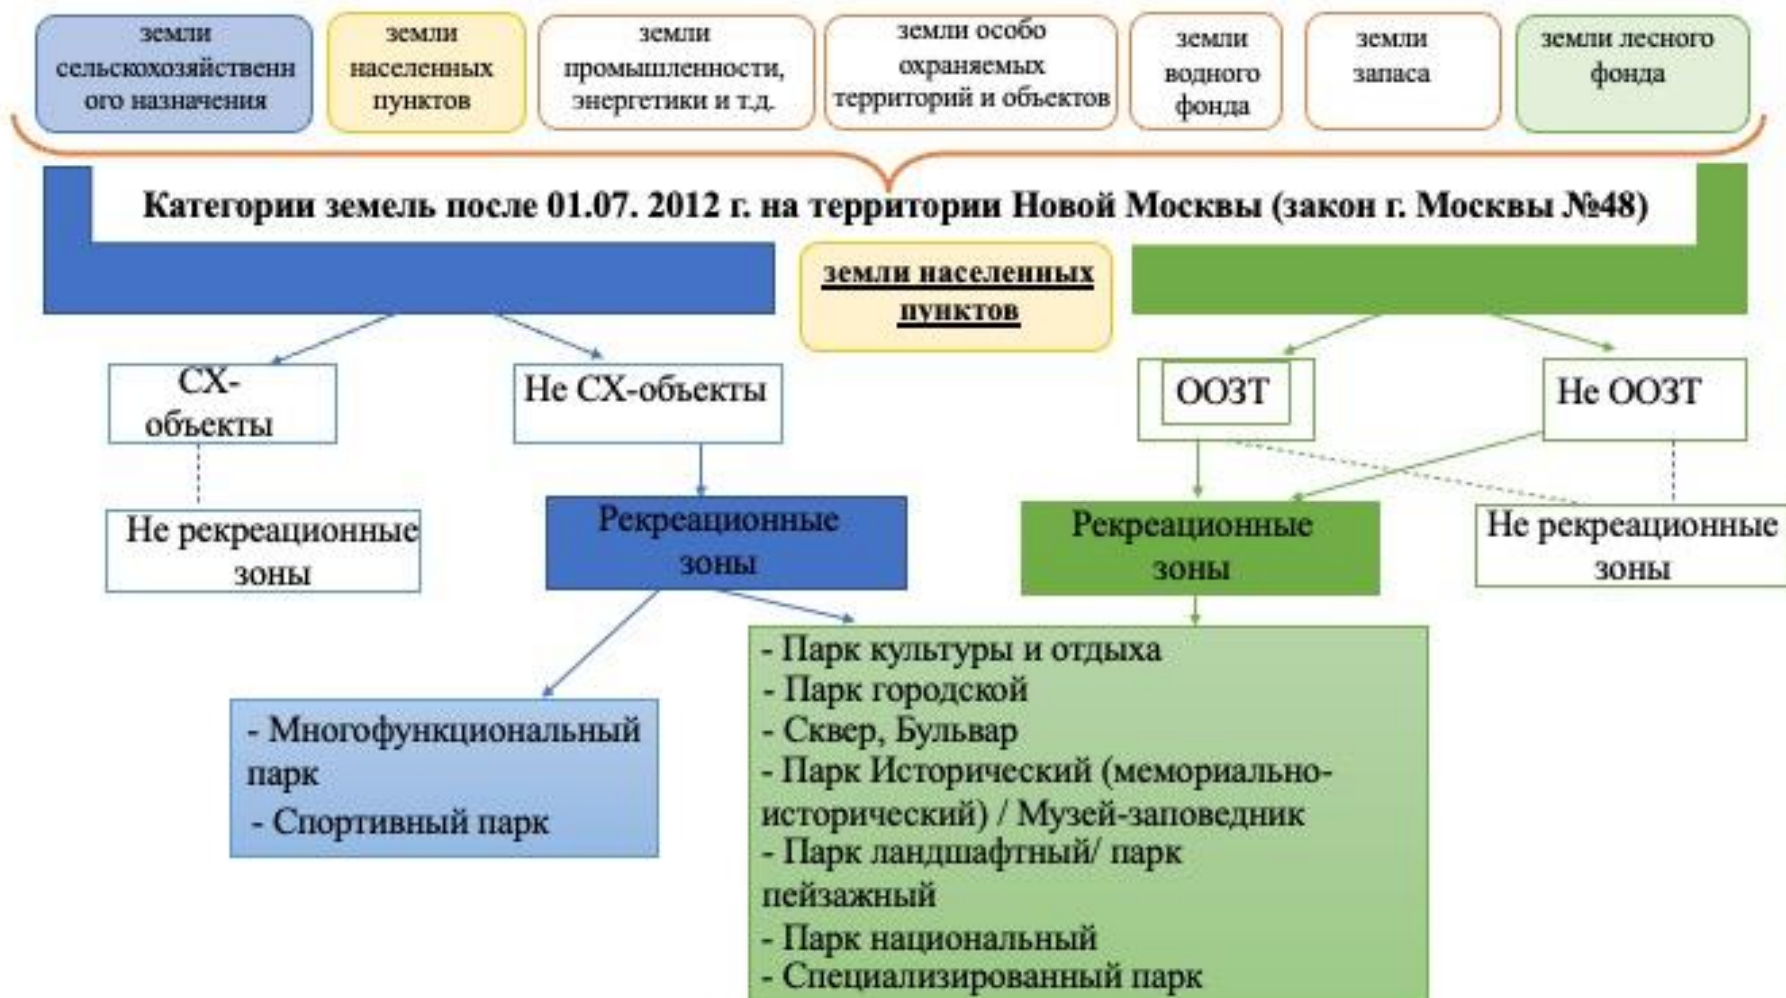 земли
сельскохозяйственн
ого назначения
земли
населенных
пунктов
земли
промышленности,
энергетики и т.д.
земли особо
охраняемых
территорий и объектов
земли
водного
фонда
земли
запаса
земли лесного
фонда
Категории земель после 01.07. 2012 г. на территории Новой Москвы (закон г. Москвы №48)
земли населенных
пунктов
СХ-
объекты
Не СХ-объекты
ООЗТ
Не ООЗТ
Не рекреационные
зоны
Рекреационные
зоны
Рекреационные
зоны
Не рекреационные
зоны
- Многофункциональный
парк
- Спортивный парк
- Парк культуры и отдыха
- Парк городской
- Сквер, Бульвар
- Парк Исторический (мемориально-
исторический) / Музей-заповедник
- Парк ландшафтный/ парк
пейзажный
- Парк национальный
- Специализированный парк